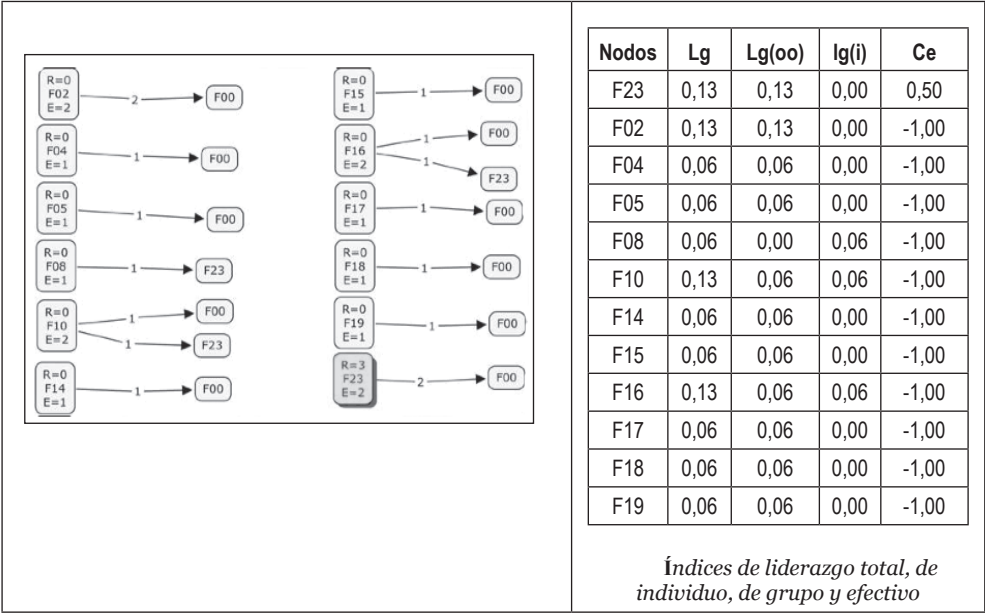 R=0
F02
E=2
2
F00
R=0
F04
E=1
1
F00
R=0
F05
E=1
1
F00
R=0
F08
E=1
1
F23
R=0
F10
E=2
1
F00
1
F23
R=0
F14
E=1
1
F00
R=0
F15
E=1
1
F00
R=0
F16
E=2
1
F00
1
F23
R=0
F17
E=1
1
F00
R=0
F18
E=1
1
F00
R=0
F19
E=1
1
F00
R=3
F23
E=2
2
F00
Nodos Lg Lg(oo) Ig(i) Ce
F23 0,13 0,13 0,00 0,50
F02 0,13 0,13 0,00 -1,00
F04 0,06 0,06 0,00 -1,00
F05 0,06 0,06 0,00 -1,00
F08 0,06 0,00 0,06 -1,00
F10 0,13 0,06 0,06 -1,00
F14 0,06 0,06 0,00 -1,00
F15 0,06 0,06 0,00 -1,00
F16 0,13 0,06 0,06 -1,00
F17 0,06 0,06 0,00 -1,00
F18 0,06 0,06 0,00 -1,00
F19 0,06 0,06 0,00 -1,00
Índices de liderazgo total, de
individuo, de grupo y efectivo